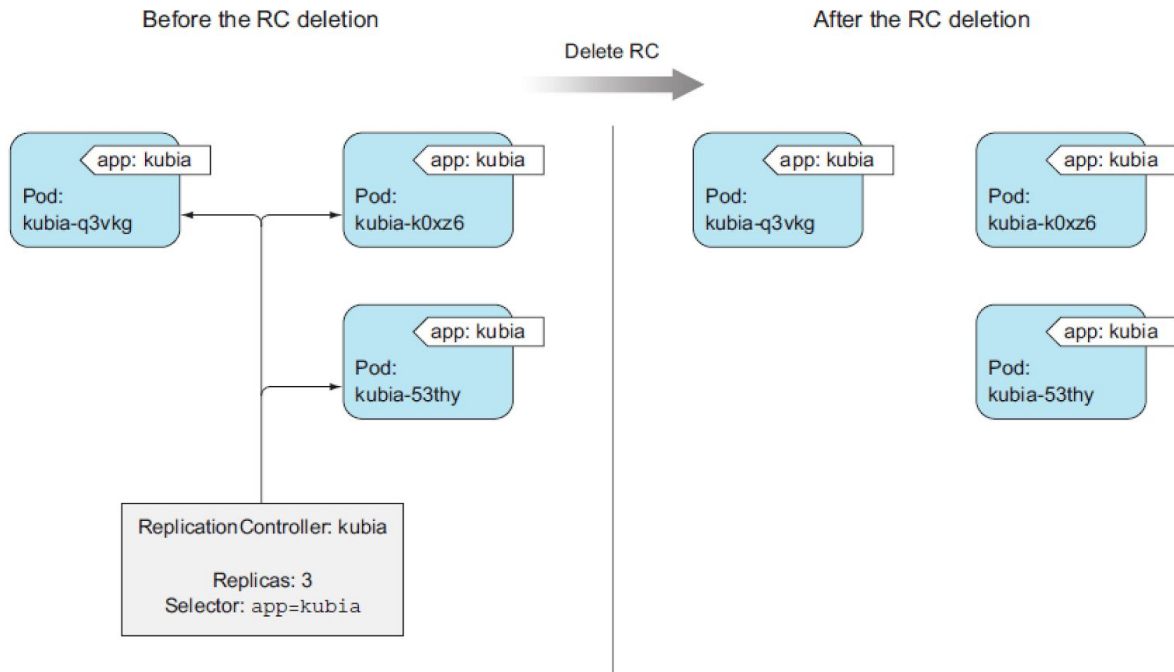 Before the RC deletion
After the RC deletion
Delete RC
app: kubia
Pod:
kubia-q3vkg
app: kubia
Pod:
kubia-k0xz6
app: kubia
Pod:
kubia-53thy
ReplicationController: kubia
Replicas: 3
Selector: app=kubia
app: kubia
Pod:
kubia-q3vkg
app: kubia
Pod:
kubia-k0xz6
app: kubia
Pod:
kubia-53thy